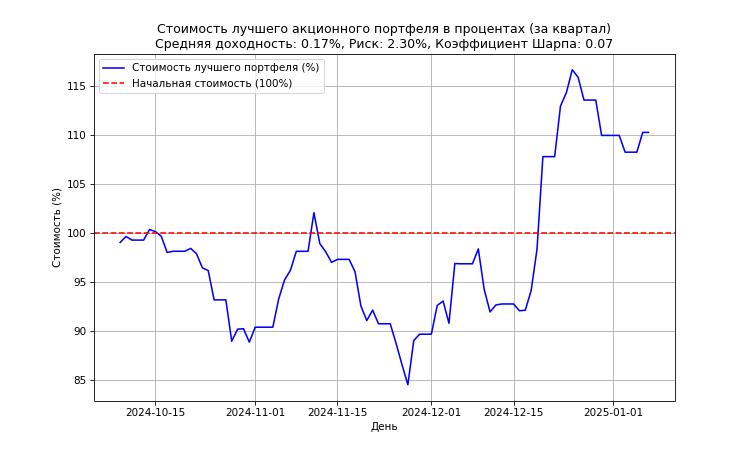 Стоимость лучшего акционного портфеля в процентах (за квартал)
Средняя доходность: 0.17%, Риск: 2.30%, Коэффициент Шарпа: 0.07
Стоимость лучшего портфеля (%)
Начальная стоимость (100%)
Стоимость (%)
115
110
105
100
95
90
85
2024-10-15
2024-11-01
2024-11-15
2024-12-01
2024-12-15
2025-01-01
День